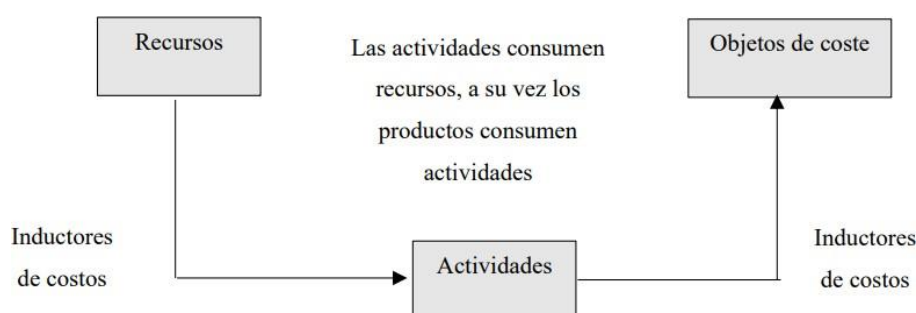 Recursos
Las actividades consumen
recursos, a su vez los
productos consumen
actividades
Objetos de coste
Inductores
de costos
Actividades
Inductores
de costos